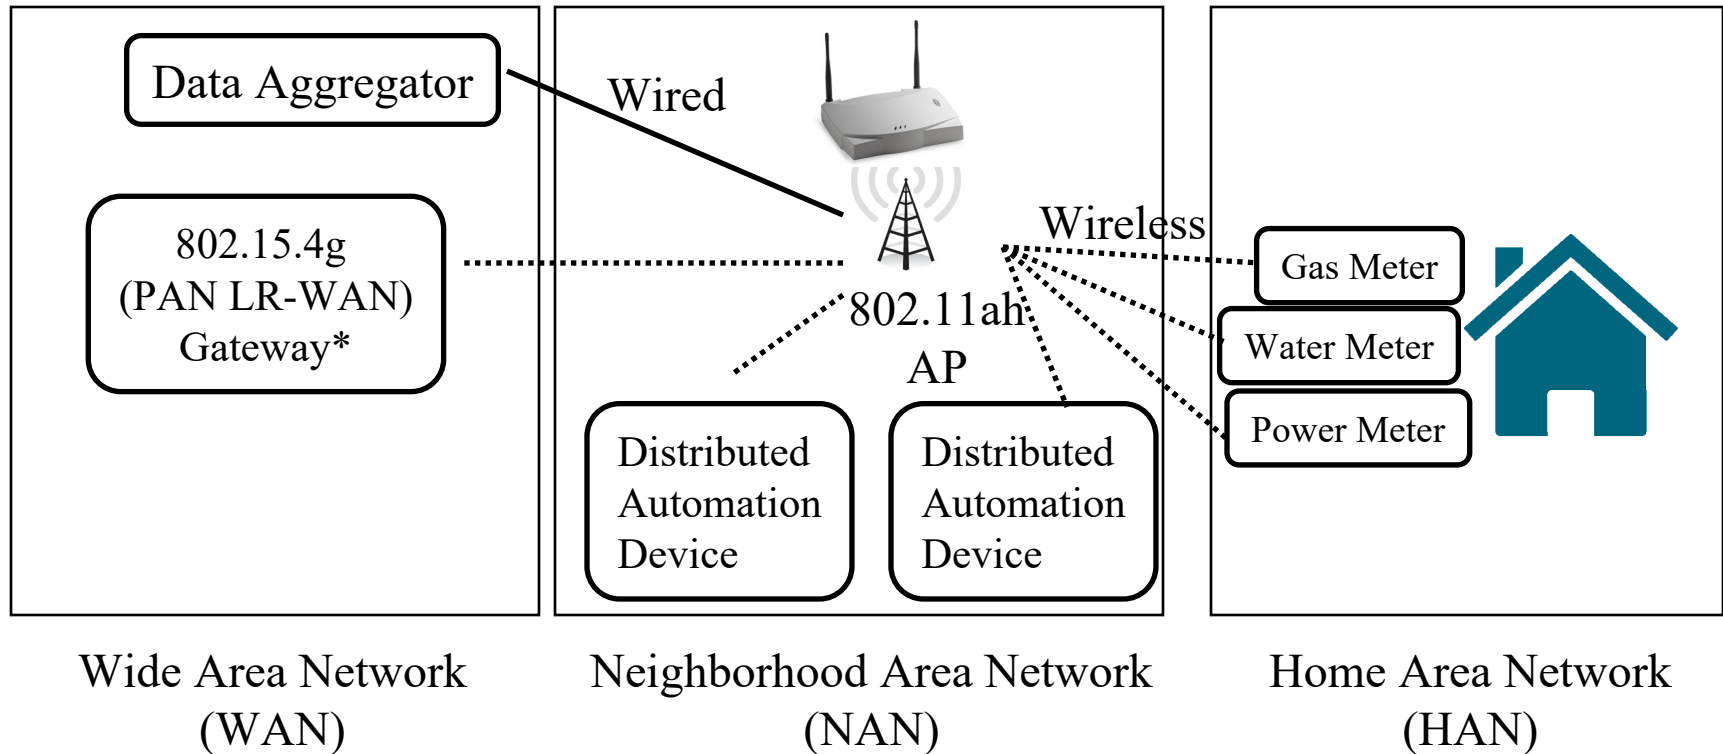 Data Aggregator
Wired
802.15.4g
(PAN LR-WAN)
Gateway*
Wireless
802.11ah
AP
Gas Meter
Water Meter
Power Meter
Distributed
Automation
Device
Distributed
Automation
Device
Wide Area Network
(WAN)
Neighborhood Area Network
(NAN)
Home Area Network
(HAN)